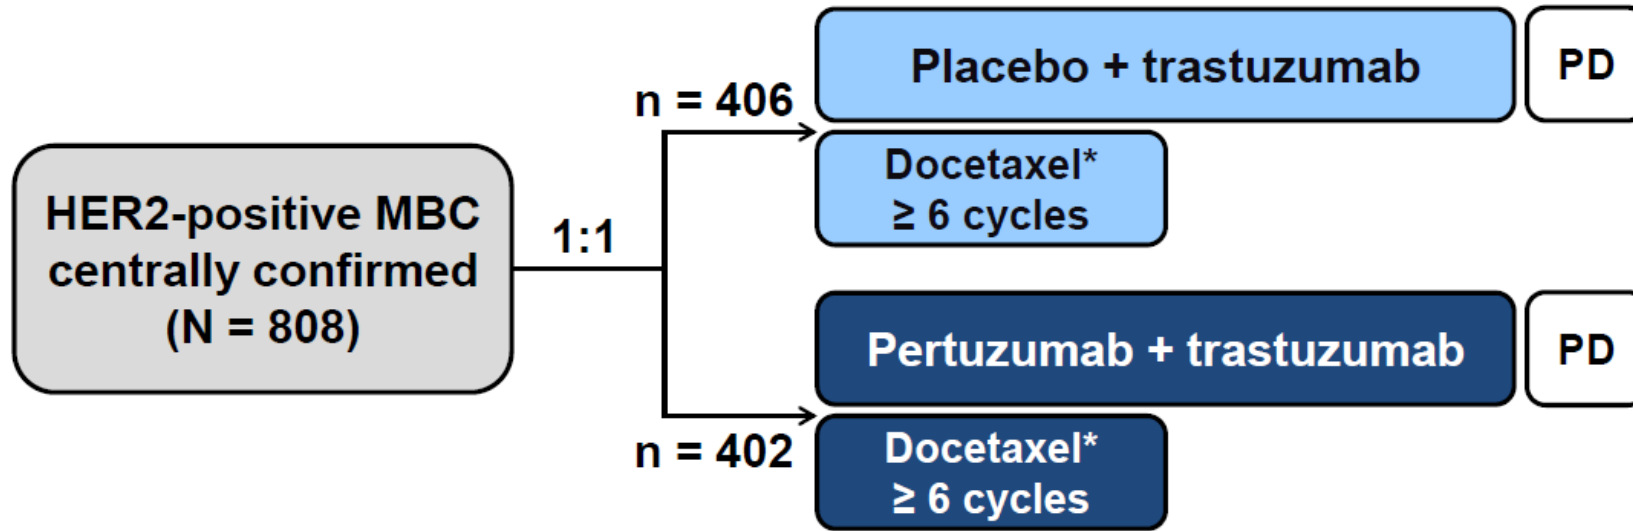 HER2-positive MBC
centrally confirmed
(N = 808)
1:1
n = 406
Placebo + trastuzumab
PD
Docetaxel*
≥ 6 cycles
n = 402
Pertuzumab + trastuzumab
PD
Docetaxel*
≥ 6 cycles